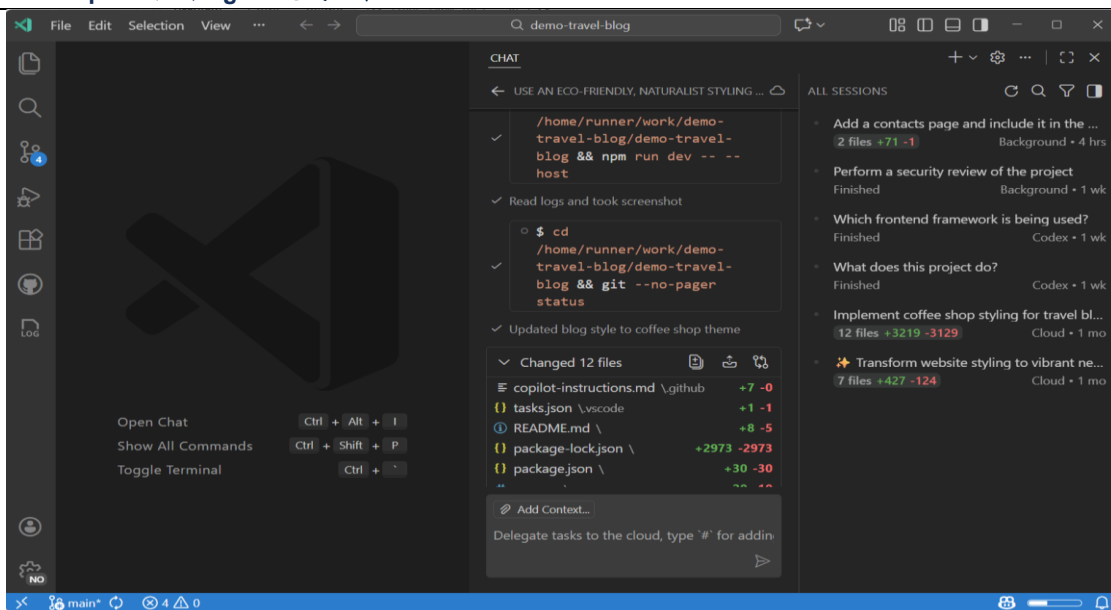 File Edit Selection View ··· demo-travel-blog
CHAT
USE AN ECO-FRIENDLY, NATURALIST STYLING ...
/home/runner/work/demo-
travel-blog/demo-travel-
blog && npm run dev -- --
host
Read logs and took screenshot
$ cd
/home/runner/work/demo-
travel-blog/demo-travel-
blog && git --no-pager
status
Updated blog style to coffee shop theme
Changed 12 files
copilot-instructions.md \.github +7 -0
tasks.json \.vscode +1 -1
README.md \ +8 -5
package-lock.json \ +2973 -2973
package.json \ +30 -30
Add Context...
Delegate tasks to the cloud, type `#` for addin
ALL SESSIONS
Add a contacts page and include it in the ...
2 files +71 -1 Background • 4 hrs
Perform a security review of the project
Finished Background • 1 wk
Which frontend framework is being used?
Finished Codex • 1 wk
What does this project do?
Finished Codex • 1 wk
Implement coffee shop styling for travel bl...
12 files +3219 -3129 Cloud • 1 mo
✨ Transform website styling to vibrant ne...
7 files +427 -124 Cloud • 1 mo
4
LOG
Open Chat Ctrl + Alt + I
Show All Commands Ctrl + Shift + P
Toggle Terminal Ctrl + `
NO
main* 4 0